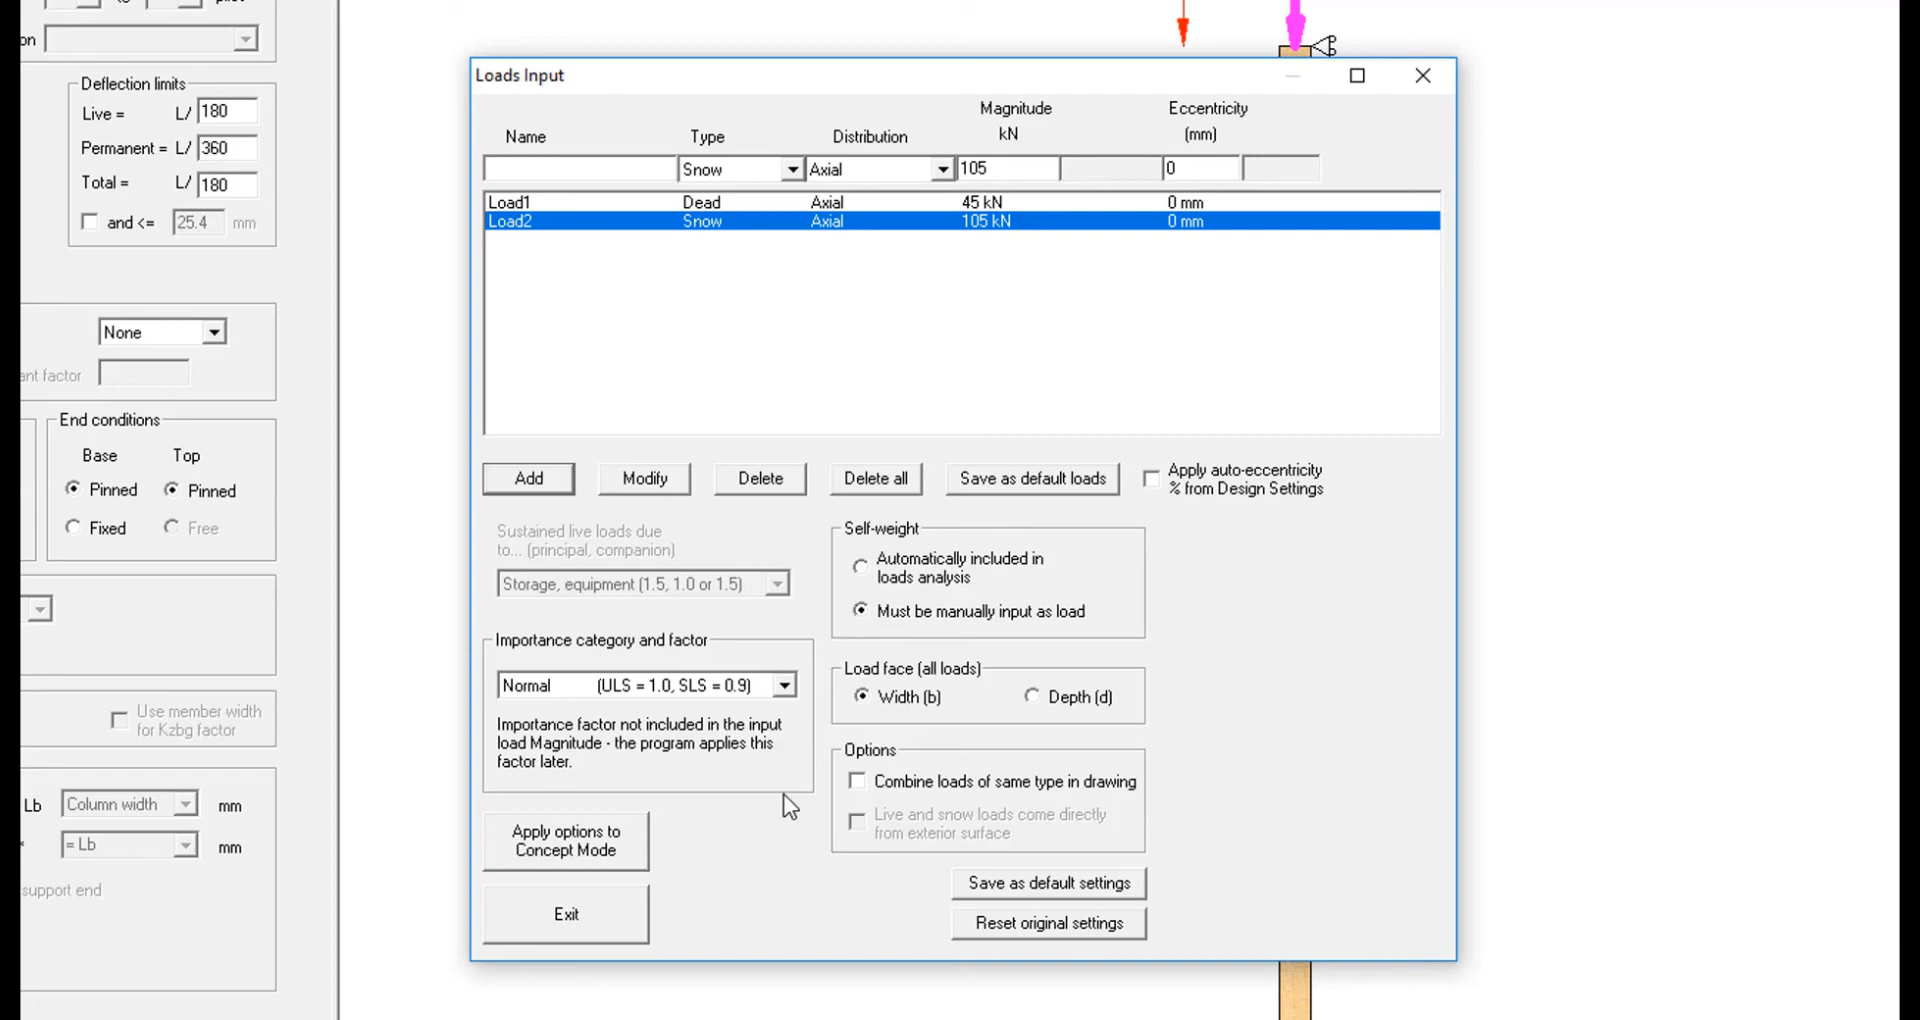 on
Deflection limits
Live = L/ 180
Permanent = L/ 360
Total = L/ 180
and <= 25.4 mm
None
ant factor
End conditions
Base Top
Pinned Pinned
Fixed Free
Use member width
for Kzbg factor
Lb Column width mm
= Lb mm
support end
Loads Input
Magnitude Eccentricity
Name Type Distribution kN (mm)
Snow Axial 105 0
Load1 Dead Axial 45 kN 0 mm
Load2 Snow Axial 105 kN 0 mm
Add Modify Delete Delete all Save as default loads
Apply auto-eccentricity
% from Design Settings
Sustained live loads due
to... (principal, companion)
Storage, equipment (1.5, 1.0 or 1.5)
Importance category and factor
Normal (ULS = 1.0, SLS = 0.9)
Importance factor not included in the input
load Magnitude - the program applies this
factor later.
Apply options to
Concept Mode
Exit
Self-weight
Automatically included in
loads analysis
Must be manually input as load
Load face (all loads)
Width (b) Depth (d)
Options
Combine loads of same type in drawing
Live and snow loads come directly
from exterior surface
Save as default settings
Reset original settings